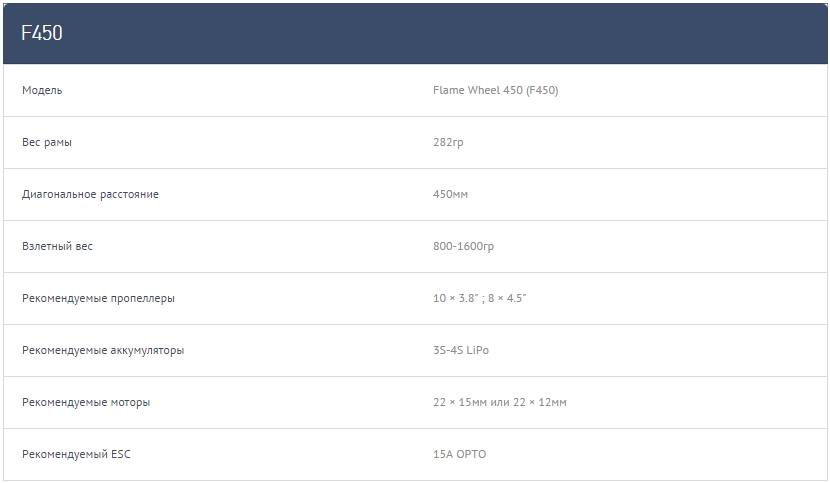 F450
Модель Flame Wheel 450 (F450)
Вес рамы 282гр
Диагональное расстояние 450мм
Взлетный вес 800-1600гр
Рекомендуемые пропеллеры 10 × 3.8" ; 8 × 4.5"
Рекомендуемые аккумуляторы 3S-4S LiPo
Рекомендуемые моторы 22 × 15мм или 22 × 12мм
Рекомендуемый ESC 15A OPTO